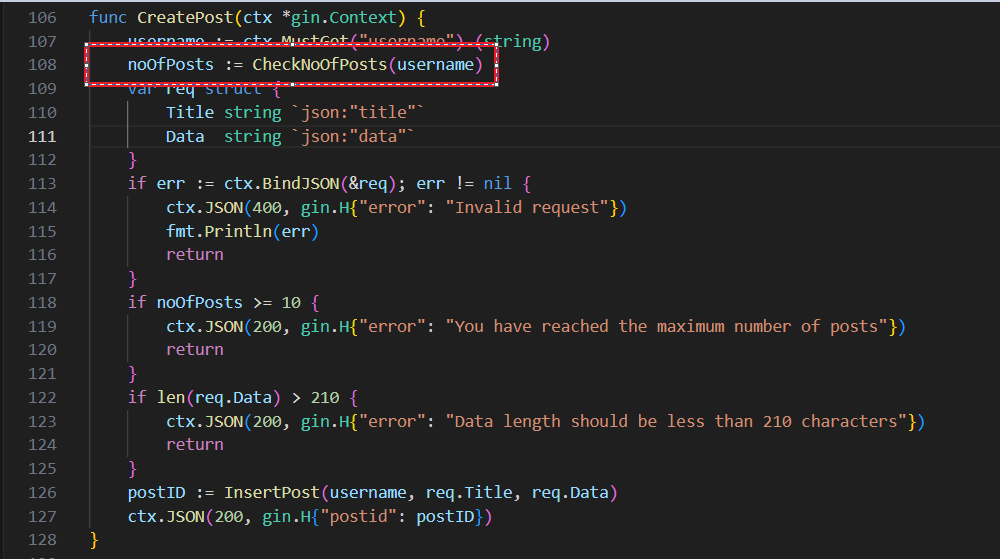 106 func CreatePost(ctx *gin.Context) {
107 username := ctx.MustGet("username").(string)
108 noOfPosts := CheckNoOfPosts(username)
109 var req struct {
110 Title string `json:"title"`
111 Data  string `json:"data"`
112 }
113 if err := ctx.BindJSON(&req); err != nil {
114 ctx.JSON(400, gin.H{"error": "Invalid request"})
115 fmt.Println(err)
116 return
117 }
118 if noOfPosts >= 10 {
119 ctx.JSON(200, gin.H{"error": "You have reached the maximum number of posts"})
120 return
121 }
122 if len(req.Data) > 210 {
123 ctx.JSON(200, gin.H{"error": "Data length should be less than 210 characters"})
124 return
125 }
126 postID := InsertPost(username, req.Title, req.Data)
127 ctx.JSON(200, gin.H{"postid": postID})
128 }